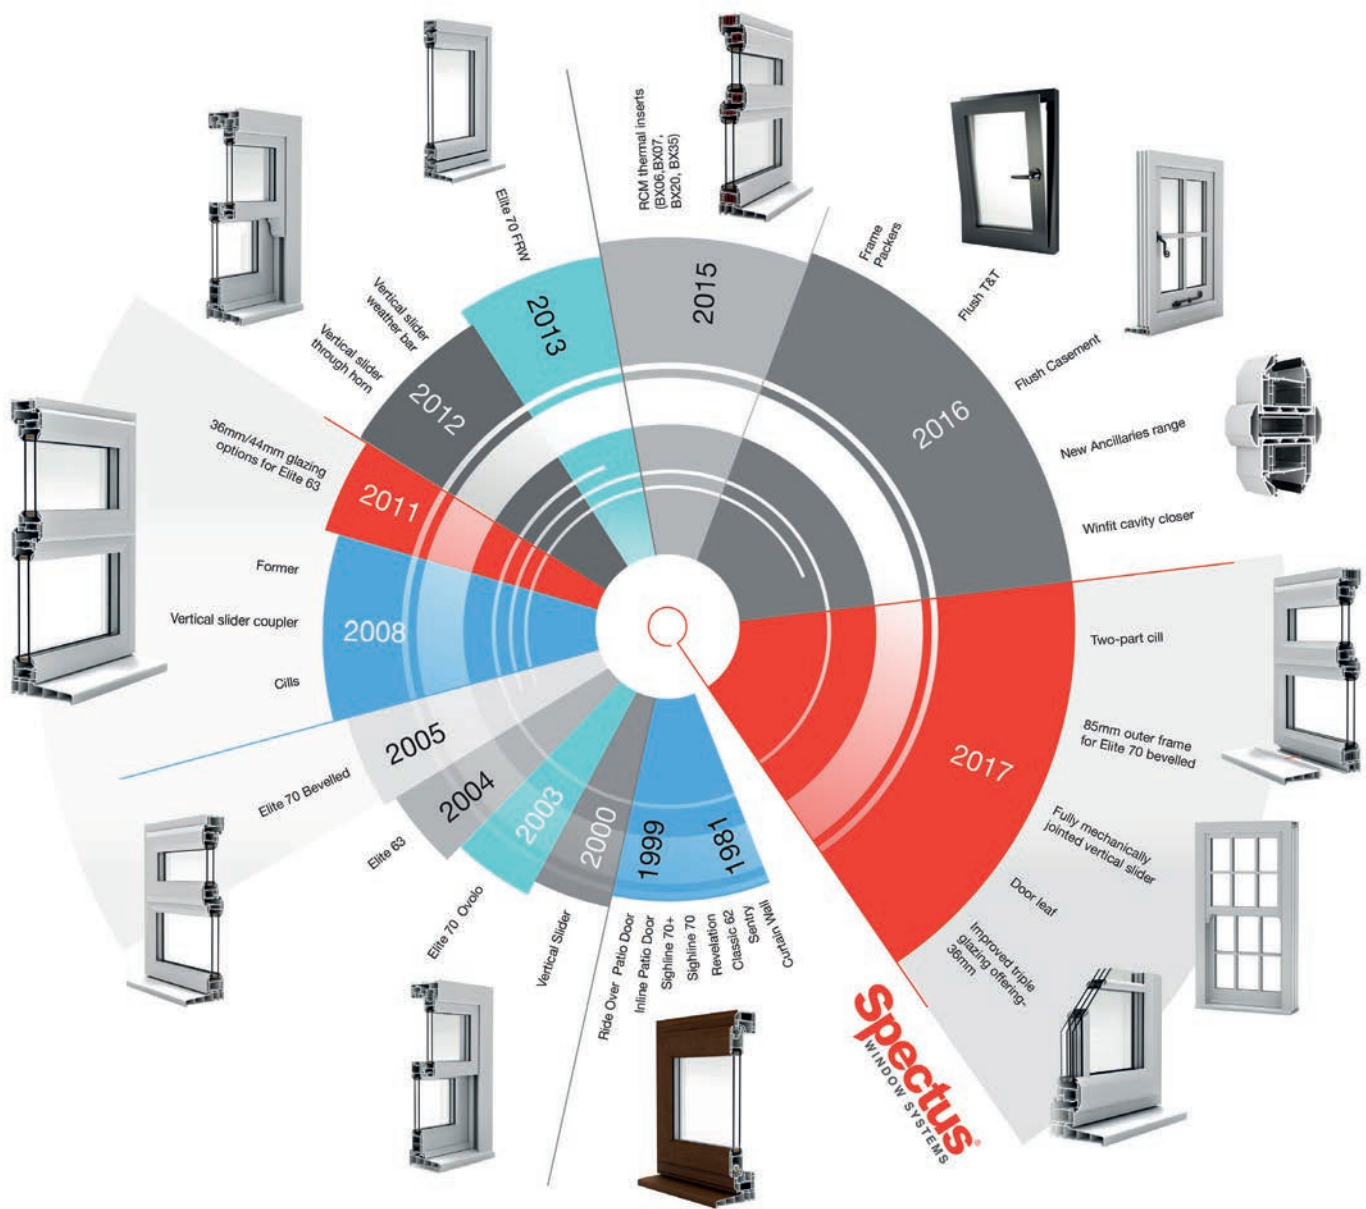 1981
1999
Curtain Wall
Sentry
Classic 62
Revelation
Sighline 70
Sighline 70+
Inline Patio Door
Ride Over Patio Door
2000
Vertical Slider
2003
Elite 70 Ovolo
2004
Elite 63
2005
Elite 70 Bevelled
2008
Cills
Vertical slider coupler
Former
2011
36mm/44mm glazing
options for Elite 63
2012
Vertical slider
through horn
Vertical slider
weather bar
2013
Elite 70 FRW
2015
RCM thermal inserts
(BX06,BX07,
BX20, BX35)
2016
Frame
Packers
Flush T&T
Flush Casement
New Ancillaries range
Winfit cavity closer
2017
Two-part cill
85mm outer frame
for Elite 70 bevelled
Fully mechanically
jointed vertical slider
Door leaf
Improved triple
glazing offering-
36mm
Spectus®
WINDOW SYSTEMS